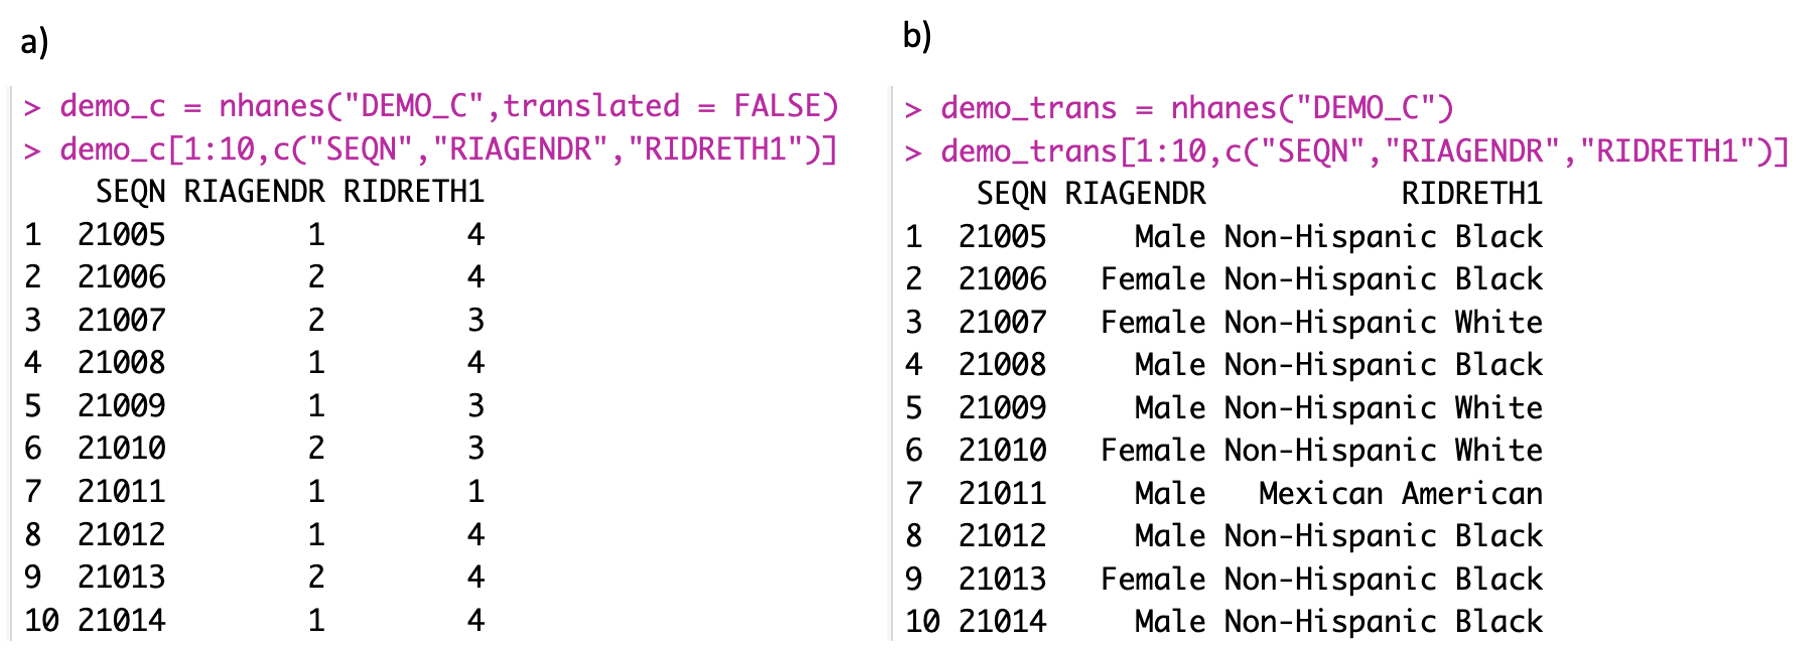 a)
> demo_c = nhanes("DEMO_C",translated = FALSE)
> demo_c[1:10,c("SEQN","RIAGENDR","RIDRETH1")]
    SEQN RIAGENDR RIDRETH1
1  21005        1        4
2  21006        2        4
3  21007        2        3
4  21008        1        4
5  21009        1        3
6  21010        2        3
7  21011        1        1
8  21012        1        4
9  21013        2        4
10 21014        1        4
b)
> demo_trans = nhanes("DEMO_C")
> demo_trans[1:10,c("SEQN","RIAGENDR","RIDRETH1")]
    SEQN RIAGENDR           RIDRETH1
1  21005     Male Non-Hispanic Black
2  21006   Female Non-Hispanic Black
3  21007   Female Non-Hispanic White
4  21008     Male Non-Hispanic Black
5  21009     Male Non-Hispanic White
6  21010   Female Non-Hispanic White
7  21011     Male   Mexican American
8  21012     Male Non-Hispanic Black
9  21013   Female Non-Hispanic Black
10 21014     Male Non-Hispanic Black